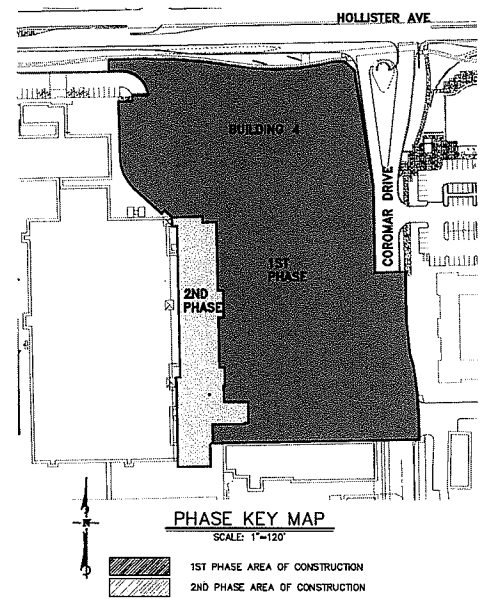 HOLLISTER AVE
BUILDING 4
COROMAR DRIVE
1ST
PHASE
2ND
PHASE
N
PHASE KEY MAP
SCALE: 1"=120'
1ST PHASE AREA OF CONSTRUCTION
2ND PHASE AREA OF CONSTRUCTION